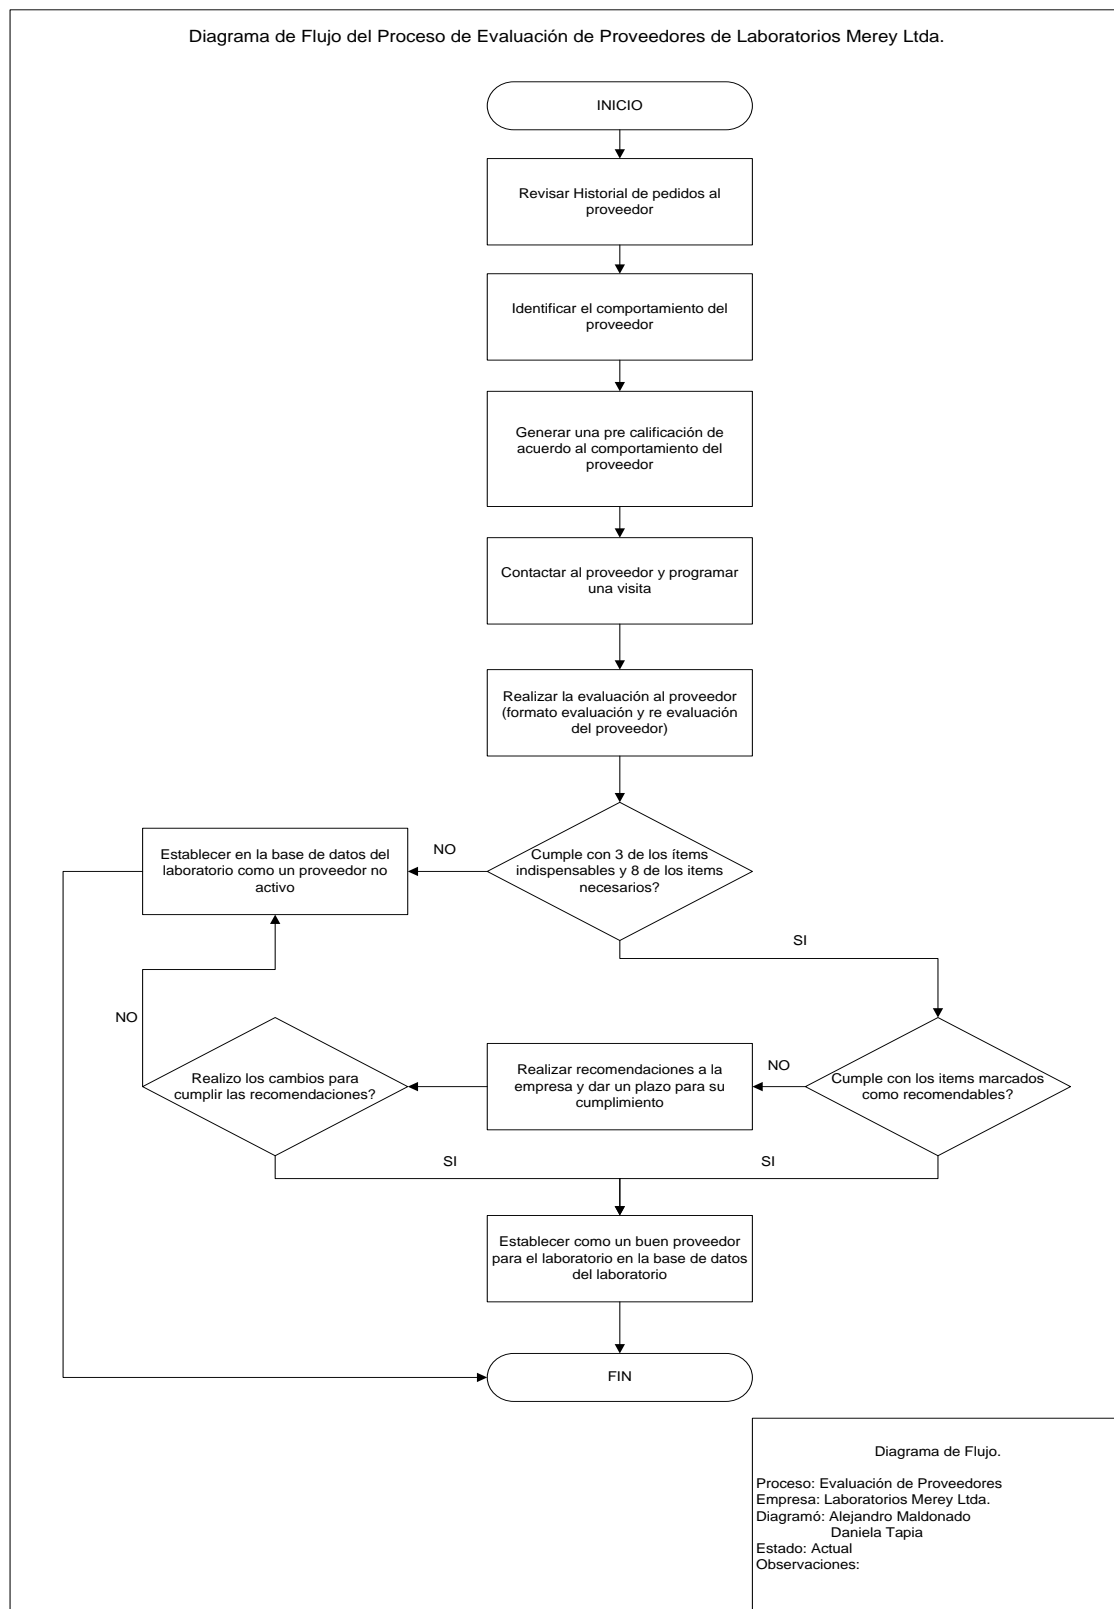 Diagrama de Flujo del Proceso de Evaluación de Proveedores de Laboratorios Merey Ltda.
INICIO
Revisar Historial de pedidos al
proveedor
Identificar el comportamiento del
proveedor
Generar una pre calificación de
acuerdo al comportamiento del
proveedor
Contactar al proveedor y programar
una visita
Realizar la evaluación al proveedor
(formato evaluación y re evaluación
del proveedor)
Cumple con 3 de los ítems
indispensables y 8 de los items
necesarios?
NO
Establecer en la base de datos del
laboratorio como un proveedor no
activo
SI
Cumple con los items marcados
como recomendables?
NO
Realizar recomendaciones a la
empresa y dar un plazo para su
cumplimiento
Realizo los cambios para
cumplir las recomendaciones?
NO
SI
SI
Establecer como un buen proveedor
para el laboratorio en la base de datos
del laboratorio
FIN
Diagrama de Flujo.
Proceso: Evaluación de Proveedores
Empresa: Laboratorios Merey Ltda.
Diagramó: Alejandro Maldonado
Daniela Tapia
Estado: Actual
Observaciones: